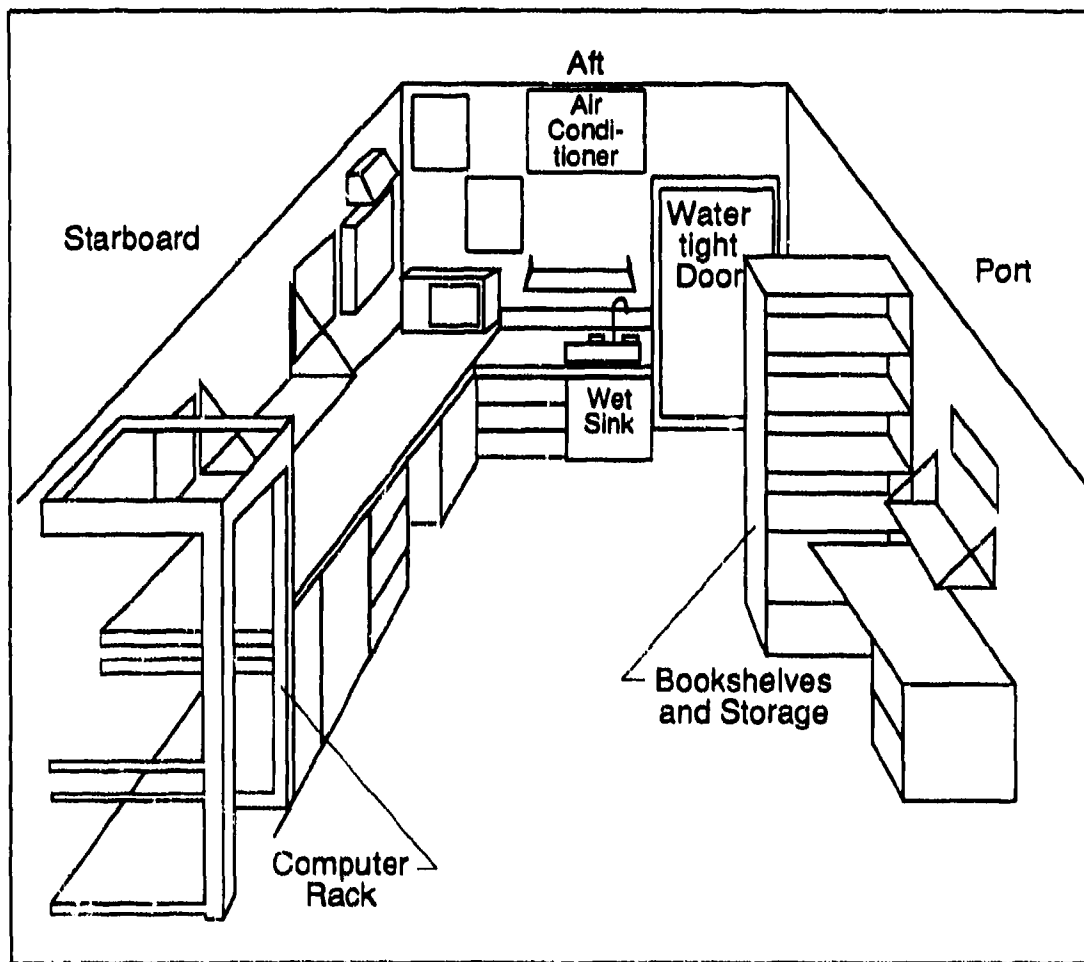 Aft
Air
Condi-
tioner
Starboard
Water
tight
Door
Port
Wet
Sink
Bookshelves
and Storage
Computer
Rack